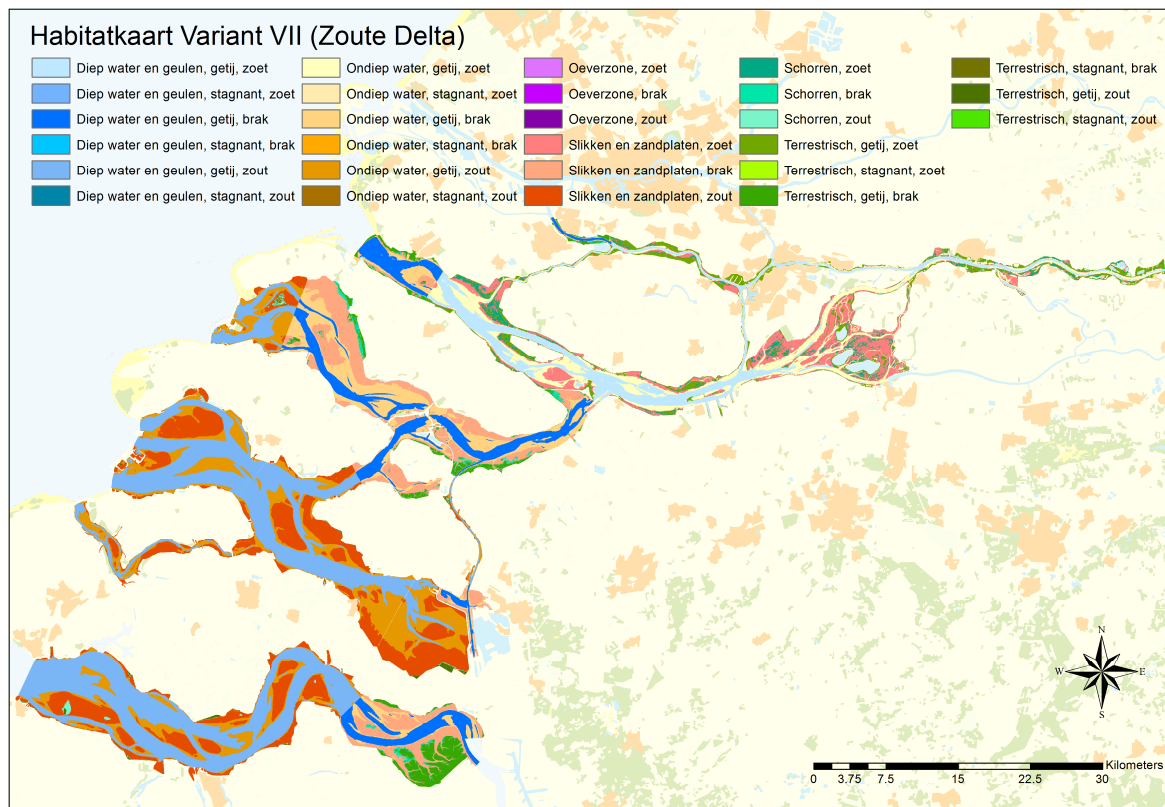 Habitatkaart Variant VII (Zoute Delta)
Diep water en geulen, getij, zoet
Diep water en geulen, stagnant, zoet
Diep water en geulen, getij, brak
Diep water en geulen, stagnant, brak
Diep water en geulen, getij, zout
Diep water en geulen, stagnant, zout
Ondiep water, getij, zoet
Ondiep water, stagnant, zoet
Ondiep water, getij, brak
Ondiep water, stagnant, brak
Ondiep water, getij, zout
Ondiep water, stagnant, zout
Oeverzone, zoet
Oeverzone, brak
Oeverzone, zout
Slikken en zandplaten, zoet
Slikken en zandplaten, brak
Slikken en zandplaten, zout
Schorren, zoet
Schorren, brak
Schorren, zout
Terrestrisch, getij, zoet
Terrestrisch, stagnant, zoet
Terrestrisch, getij, brak
Terrestrisch, stagnant, brak
Terrestrisch, getij, zout
Terrestrisch, stagnant, zout
N
W E
S
Kilometers
0 3.75 7.5 15 22.5 30